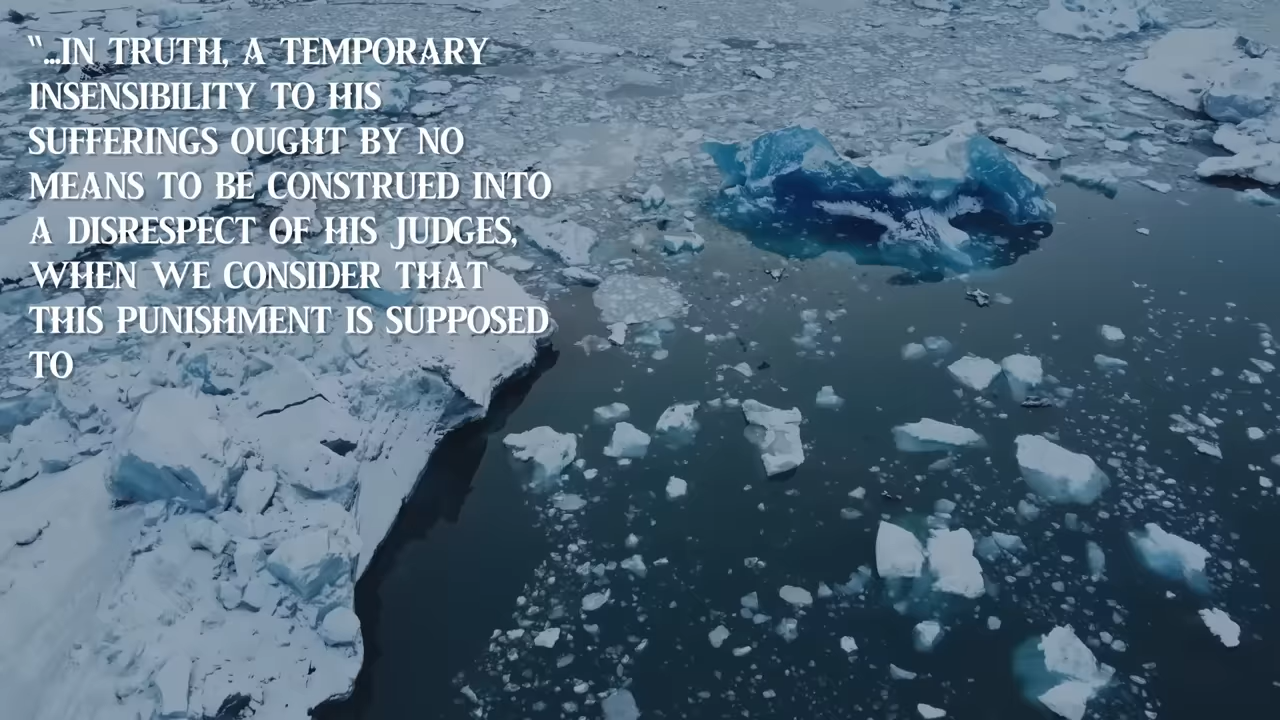 “...IN TRUTH, A TEMPORARY
INSENSIBILITY TO HIS
SUFFERINGS OUGHT BY NO
MEANS TO BE CONSTRUED INTO
A DISRESPECT OF HIS JUDGES,
WHEN WE CONSIDER THAT
THIS PUNISHMENT IS SUPPOSED
TO